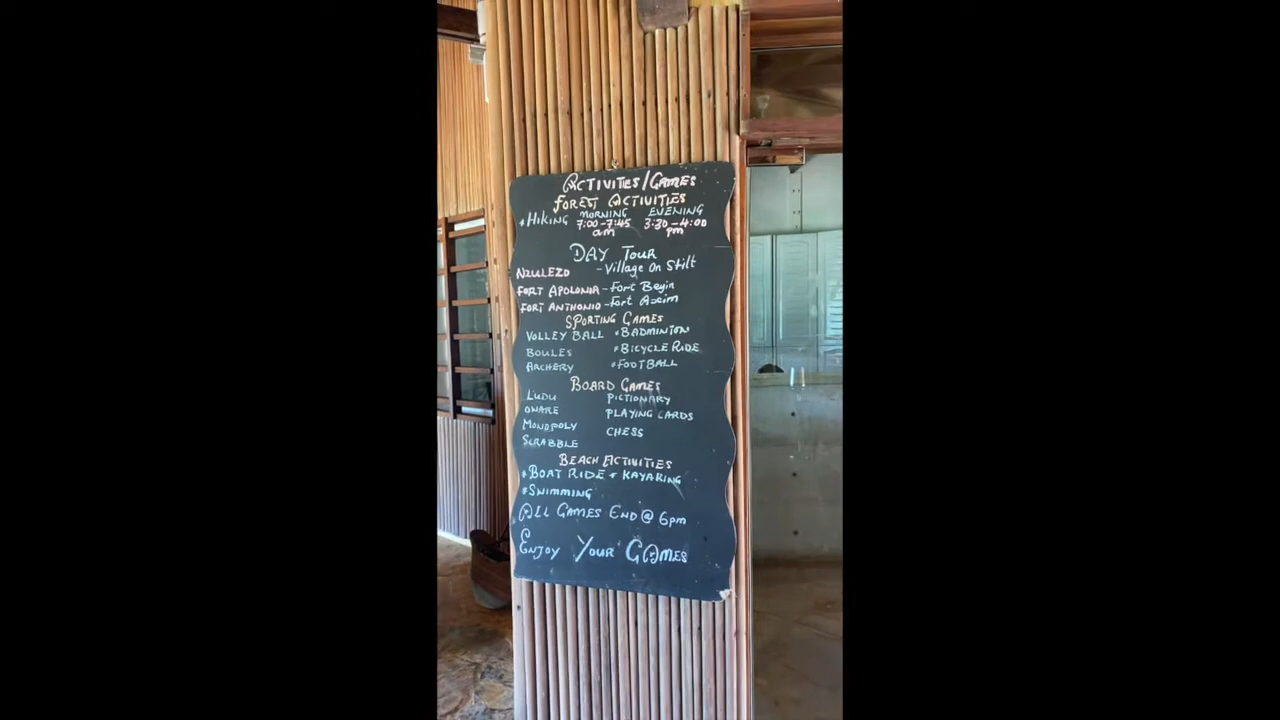 ACTIVITIES/GAMES
FOREST ACTIVITIES
*HIKING MORNING EVENING
7:00-7:45 3:30-4:00
am pm
DAY TOUR
NZULEZO - Village On Stilt
FORT APOLONIA - Fort Beyin
FORT ANTHONIO - Fort Axim
SPORTING GAMES
VOLLEY BALL *BADMINTON
BOULES *BICYCLE RIDE
ARCHERY *FOOTBALL
BOARD GAMES
LUDU PICTIONARY
OWARE PLAYING CARDS
MONOPOLY CHESS
SCRABBLE
BEACH ACTIVITIES
*BOAT RIDE * KAYAKING
*SWIMMING
ALL GAMES END @ 6pm
ENJOY YOUR GAMES